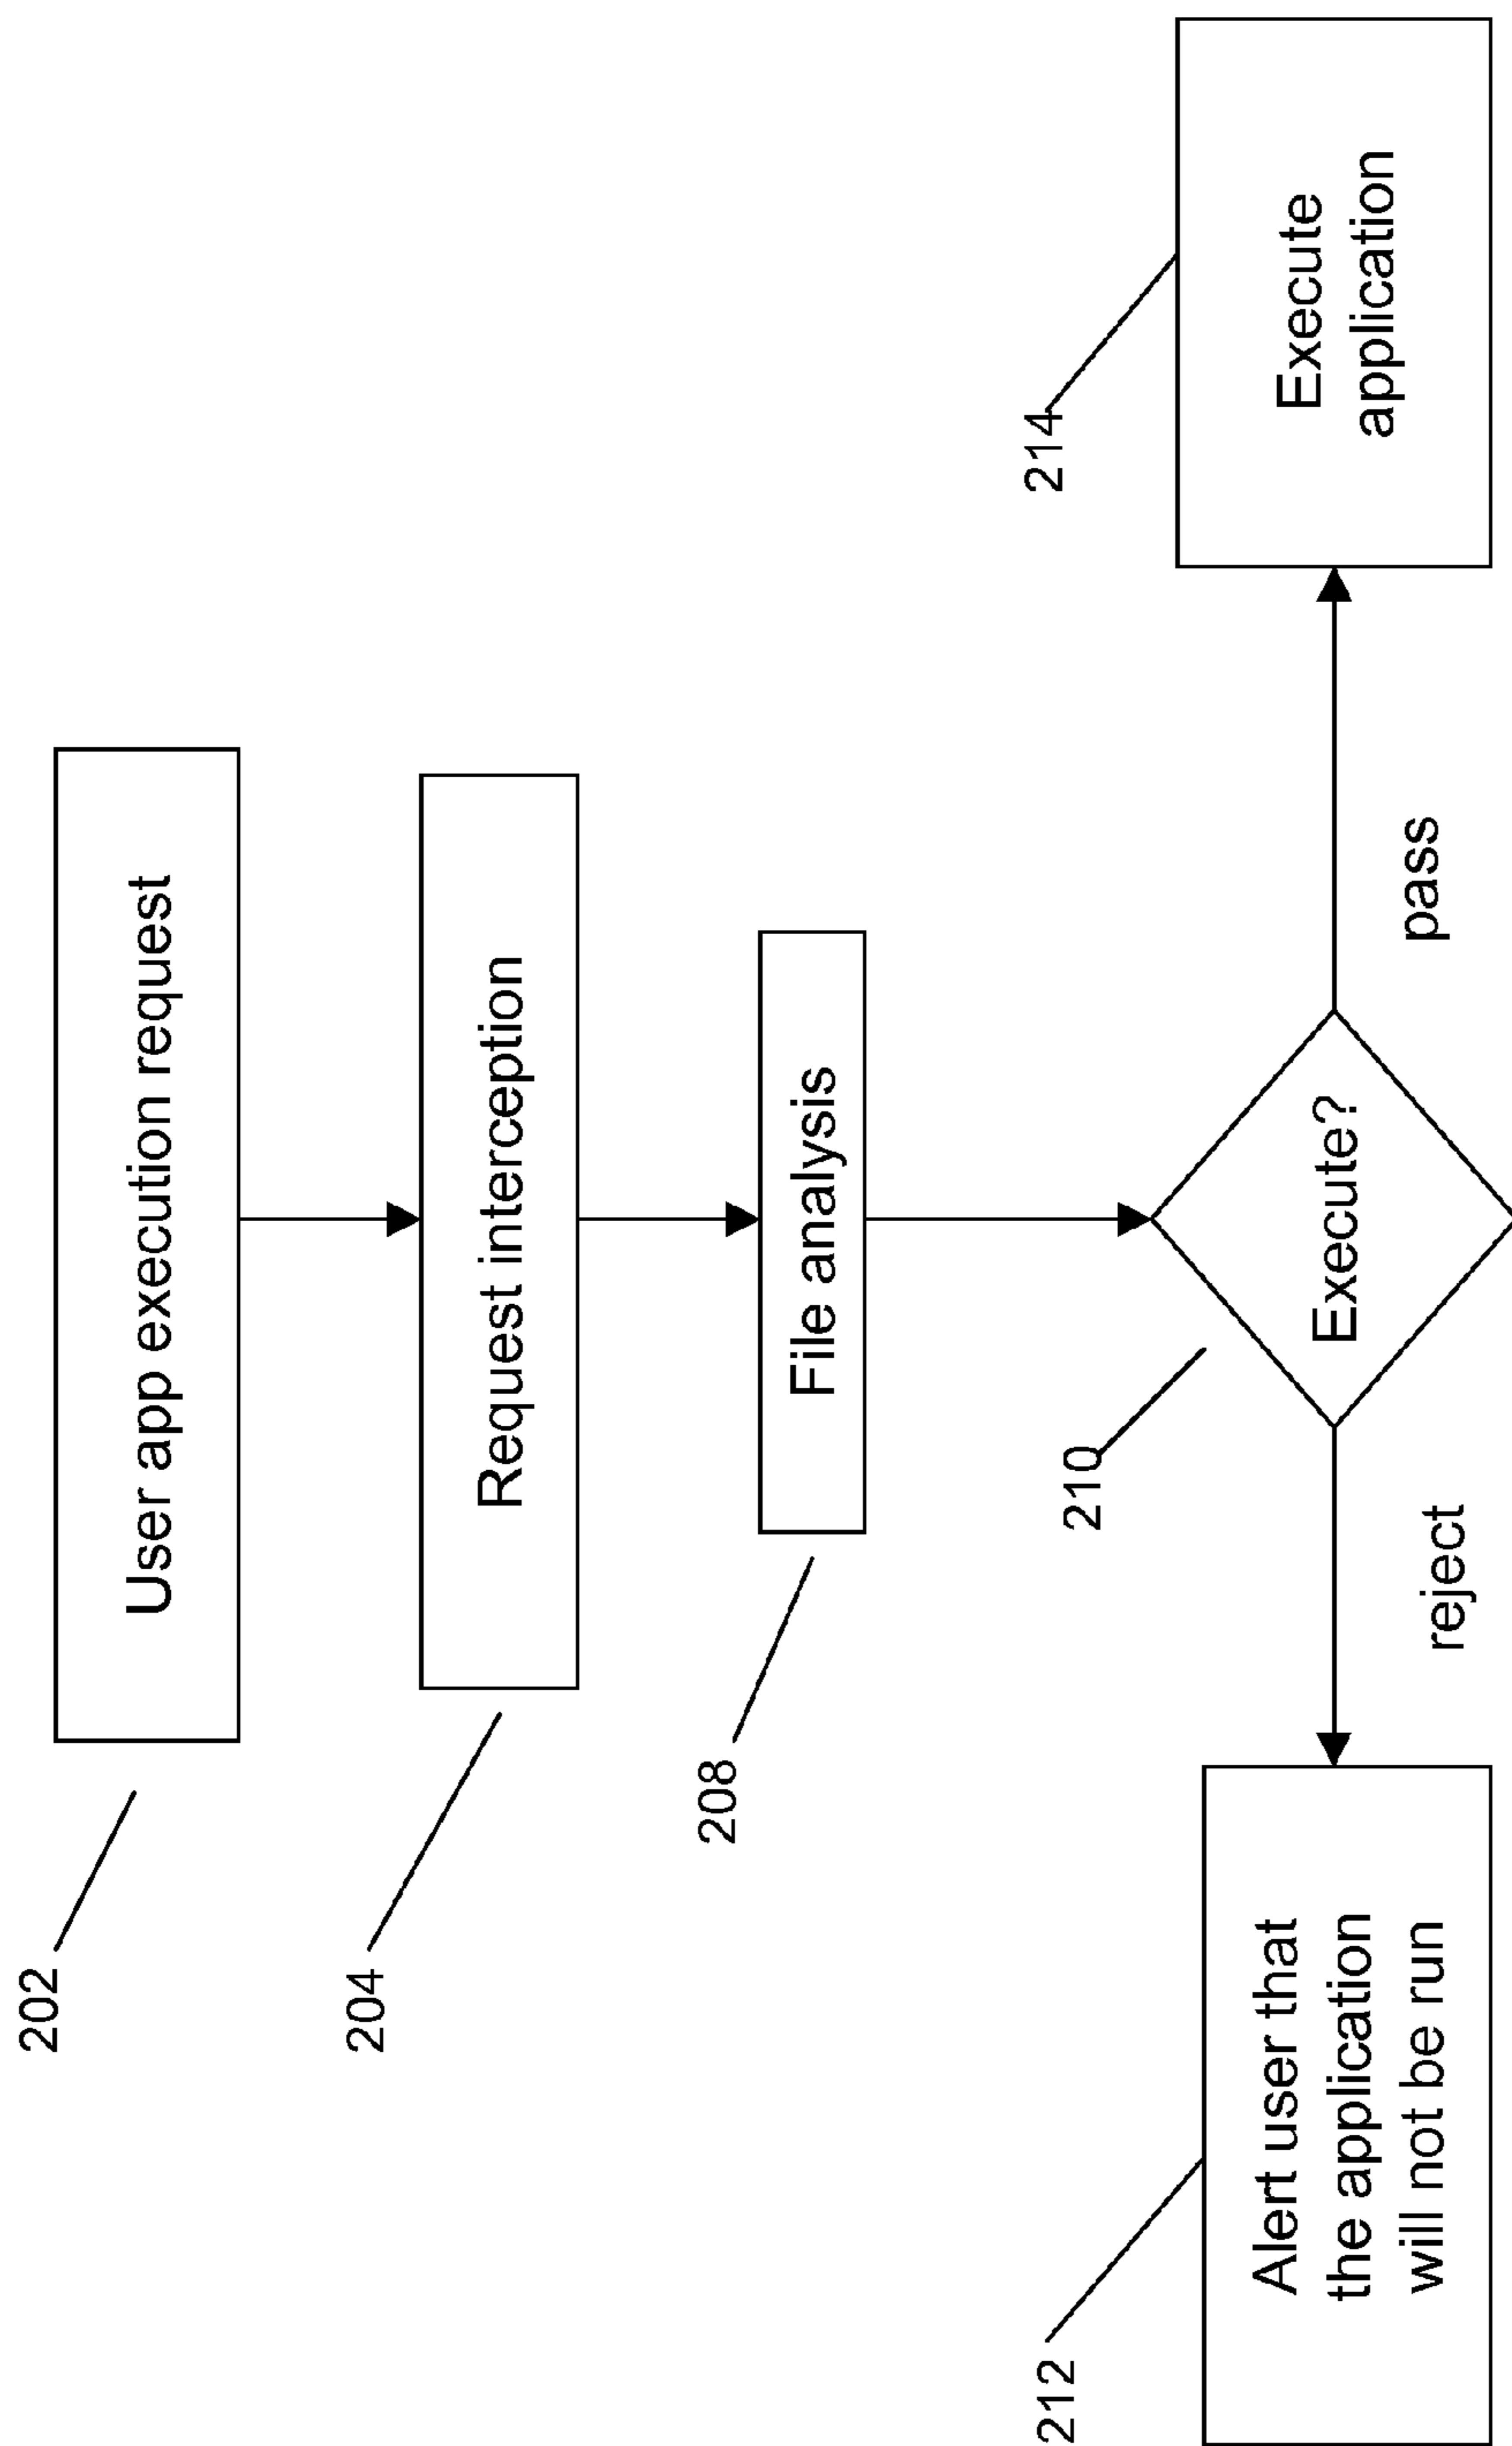 202
User app execution request
204
Request interception
208
File analysis
210
Execute?
reject
pass
212
Alert user that
the application
will not be run
214
Execute
application